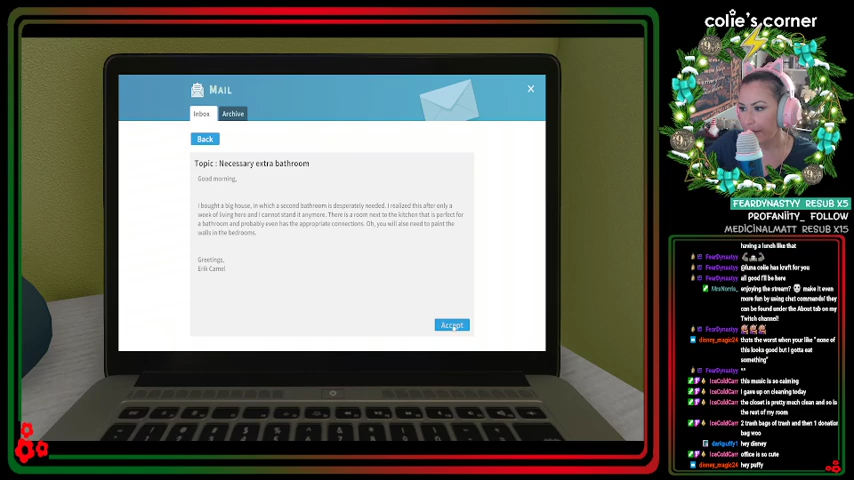 colie's corner
MAIL
X
Inbox
Archive
Back
Topic : Necessary extra bathroom
Good morning,
I bought a big house, in which a second bathroom is desperately needed. I realized this after only a
week of living here and I cannot stand it anymore. There is a room next to the kitchen that is perfect for
a bathroom and probably even has the appropriate connections. Oh, you will also need to paint the
walls in the bedrooms.
Greetings,
Erik Camel
Accept
FEARDYNASTYY RESUB X5
PROFANIITY_ FOLLOW
MEDICINALMATT RESUB X15
having a lunch like that
FearDynastyy
FearDynastyy @luna colie has kraft for you
FearDynastyy all good I'll be here
enjoying the stream? make it even
more fun by using chat commands! they
can be found under the About tab on my
Twitch channel!
FearDynastyy
disney_magic24 thats the worst when your like "none of
this looks good but I gotta eat
something"
FearDynastyy ^^
IceColdCarr this music is so calming
IceColdCarr I gave up on cleaning today
IceColdCarr the closet is pretty much clean and so is
the rest of my room
IceColdCarr 2 trash bags of trash and then 1 donation
bag woo
hey disney
IceColdCarr office is so cute
disney_magic24 hey puffy